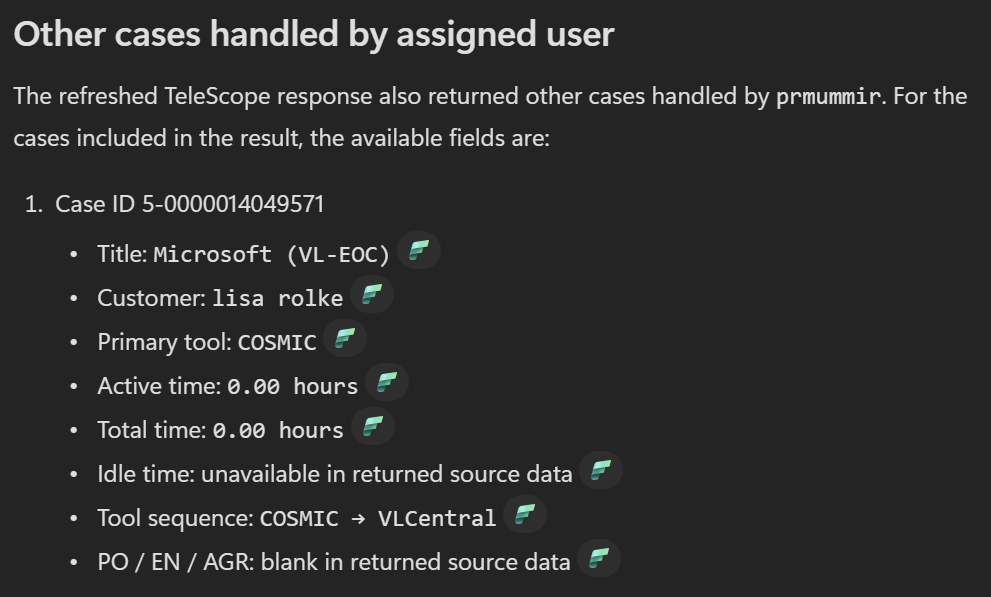 Other cases handled by assigned user
The refreshed TeleScope response also returned other cases handled by prmummir. For the
cases included in the result, the available fields are:
1. Case ID 5-0000014049571
• Title: Microsoft (VL-EOC)
• Customer: lisa rolke
• Primary tool: COSMIC
• Active time: 0.00 hours
• Total time: 0.00 hours
• Idle time: unavailable in returned source data
• Tool sequence: COSMIC → VLCentral
• PO / EN / AGR: blank in returned source data